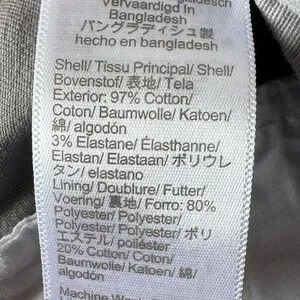 Vervaardigd In
Bangladesh
バングラディシュ製
hecho en bangladesh
Shell/ Tissu Principal/ Shell/
Bovenstof/ 表地/ Tela
Exterior: 97% Cotton/
Coton/ Baumwolle/ Katoen/
綿/ algodón
3% Elastane/ Élasthanne/
Elastan/ Elastaan/ ポリウレ
タン/ elastano
Lining/ Doublure/ Futter/
Voering/ 裏地/ Forro: 80%
Polyester/ Polyester/
Polyester/ Polyester/ ポリ
エステル/ poliéster
20% Cotton/ Coton/
Baumwolle/ Katoen/ 綿/
algodón
Machine